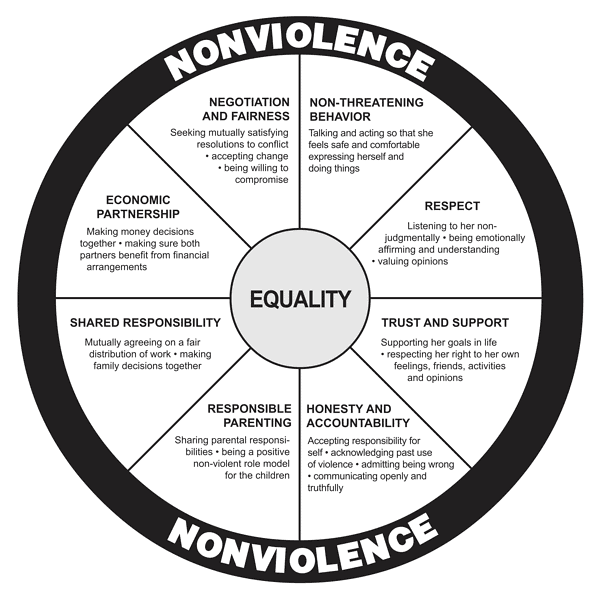 NONVIOLENCE
NEGOTIATION
AND FAIRNESS
Seeking mutually satisfying
resolutions to conflict
• accepting change
• being willing to
compromise
NON-THREATENING
BEHAVIOR
Talking and acting so that she
feels safe and comfortable
expressing herself and
doing things
ECONOMIC
PARTNERSHIP
Making money decisions
together • making sure both
partners benefit from financial
arrangements
RESPECT
Listening to her non-
judgmentally • being emotionally
affirming and understanding
• valuing opinions
EQUALITY
SHARED RESPONSIBILITY
Mutually agreeing on a fair
distribution of work • making
family decisions together
TRUST AND SUPPORT
Supporting her goals in life
• respecting her right to her own
feelings, friends, activities
and opinions
RESPONSIBLE
PARENTING
Sharing parental responsi-
bilities • being a positive
non-violent role model
for the children
HONESTY AND
ACCOUNTABILITY
Accepting responsibility for
self • acknowledging past use
of violence • admitting being wrong
• communicating openly and
truthfully
NONVIOLENCE